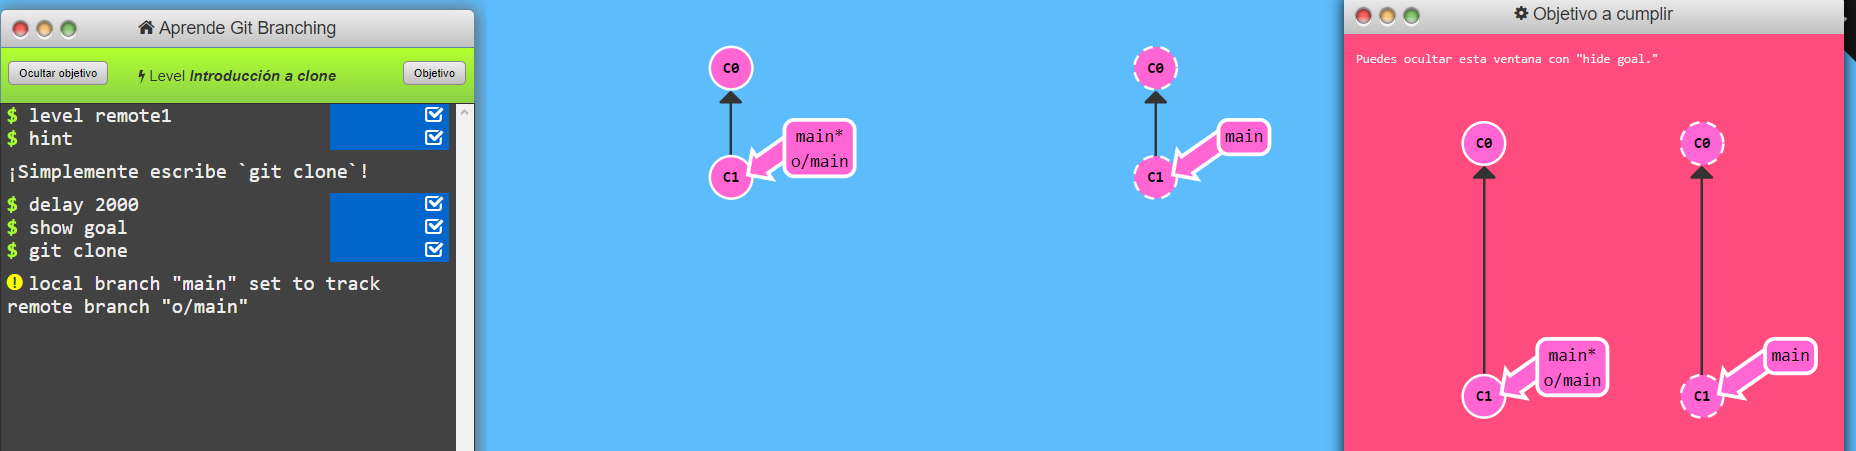 Aprende Git Branching
Ocultar objetivo
Level Introducción a clone
Objetivo
$ level remote1
$ hint
¡Simplemente escribe `git clone`!
$ delay 2000
$ show goal
$ git clone
local branch "main" set to track
remote branch "o/main"
C0
main*
o/main
C1
C0
main
C1
Objetivo a cumplir
Puedes ocultar esta ventana con "hide goal."
C0
C0
main*
o/main
main
C1
C1